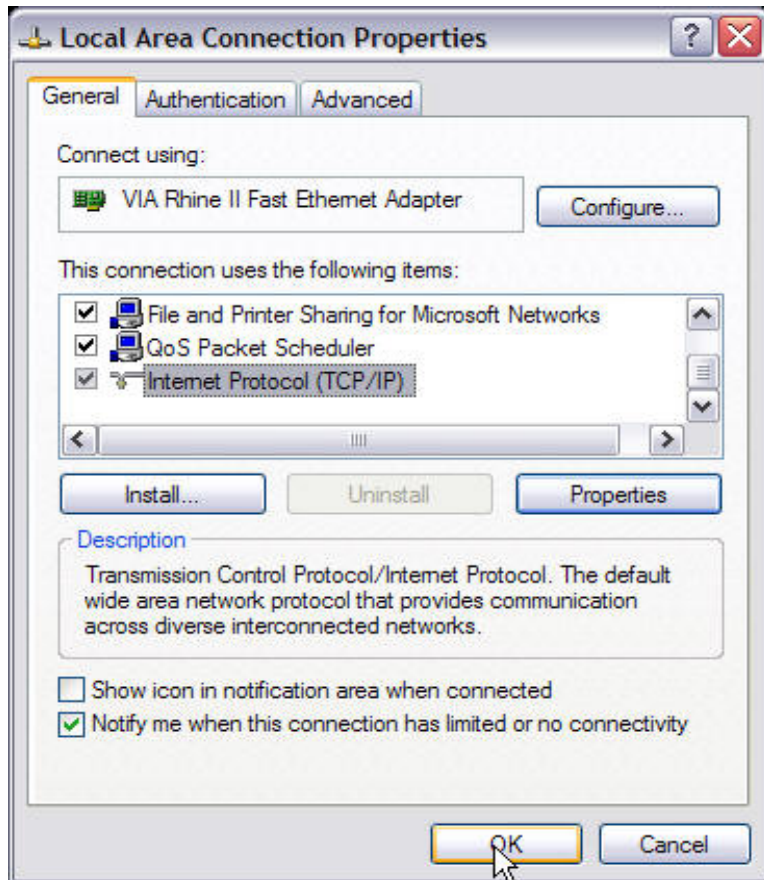 Local Area Connection Properties
General Authentication Advanced
Connect using:
VIA Rhine II Fast Ethernet Adapter Configure...
This connection uses the following items:
File and Printer Sharing for Microsoft Networks
QoS Packet Scheduler
Internet Protocol (TCP/IP)
Install... Uninstall Properties
Description
Transmission Control Protocol/Internet Protocol. The default
wide area network protocol that provides communication
across diverse interconnected networks.
Show icon in notification area when connected
Notify me when this connection has limited or no connectivity
OK Cancel